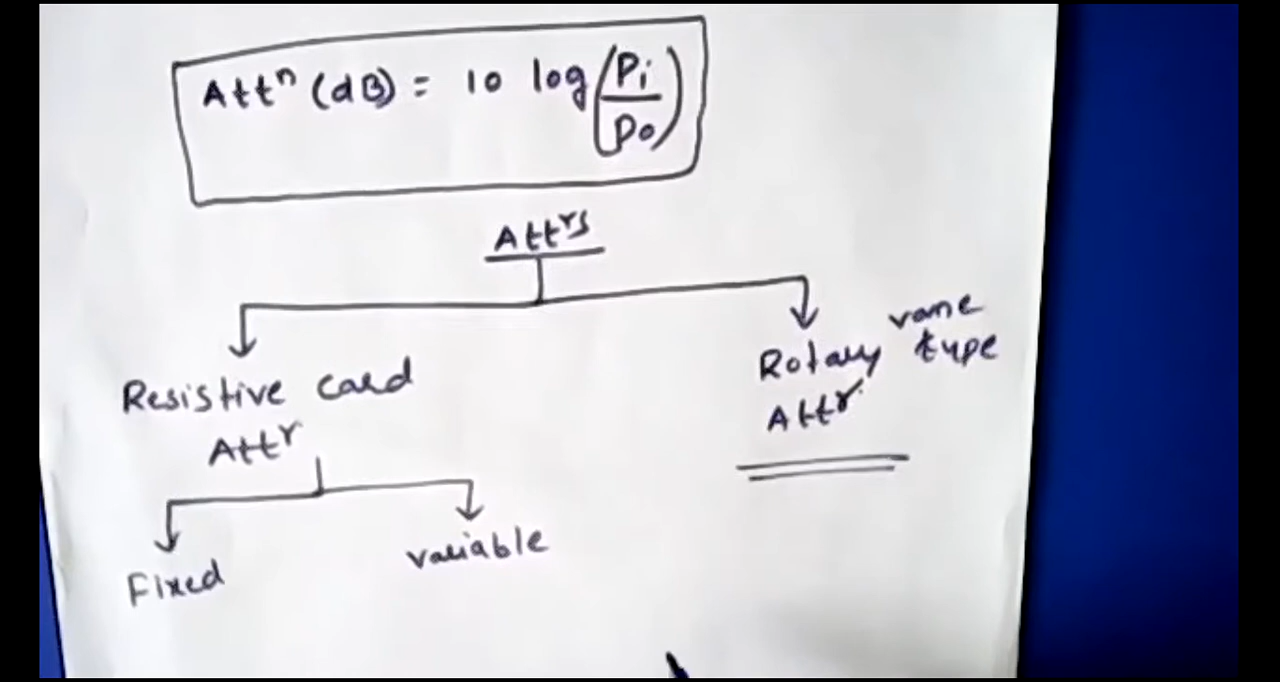 Attⁿ (dB) = 10 log(Pi/Po)
Attʳs
Resistive card
Attʳ
Fixed
variable
vane
Rotary type
Attʳ